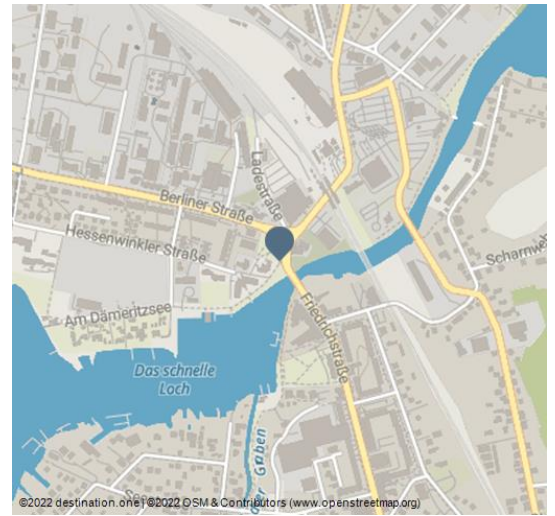 Berliner Straße
Ladestraße
Hessenwinkler Straße
Scharnweb
Am Dämeritzsee
Friedrichstraße
Das schnelle
Loch
©2022 destination.one | ©2022 OSM & Contributors (www.openstreetmap.org)